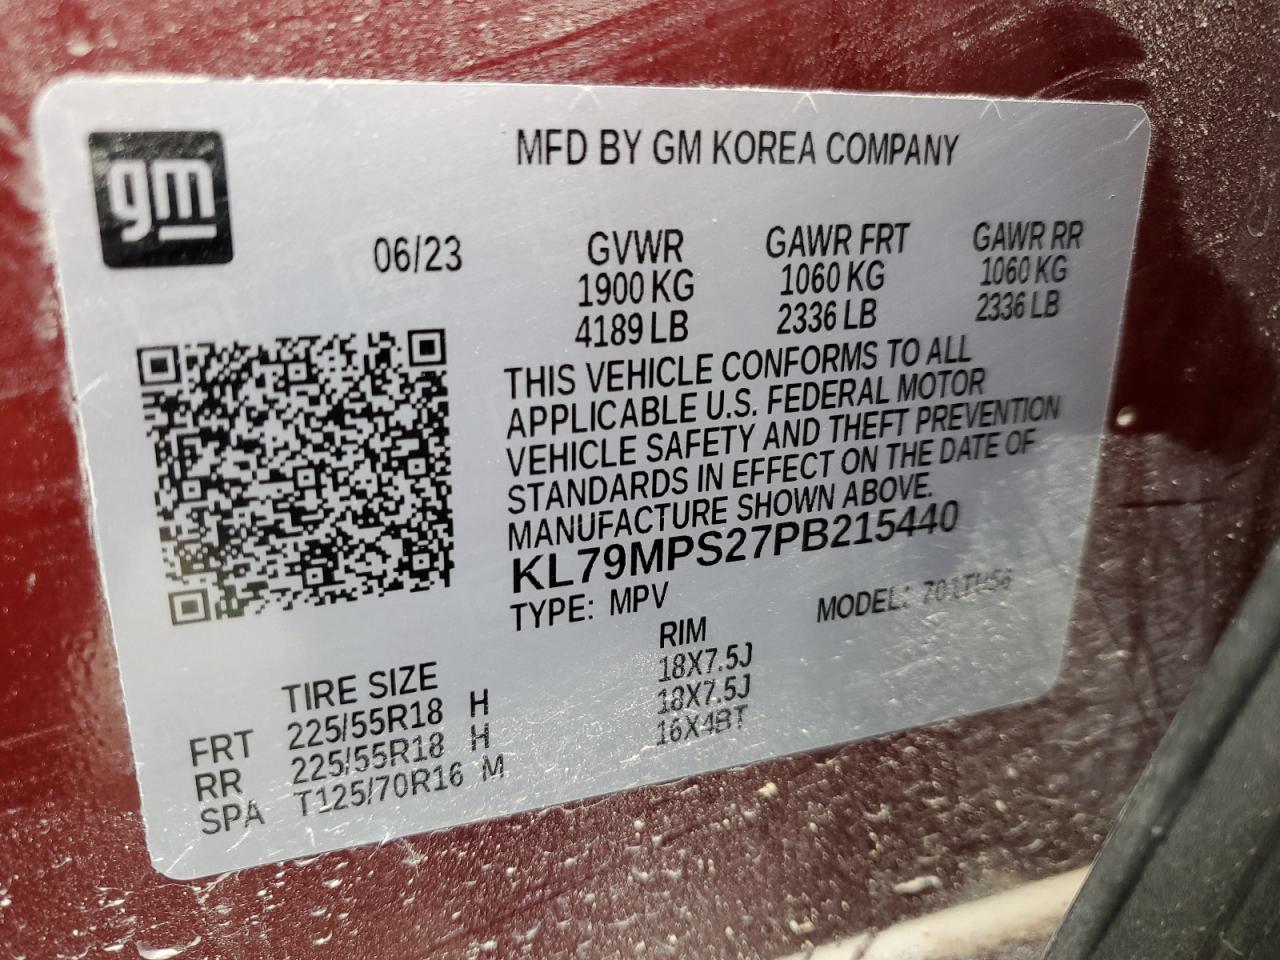 gm
MFD BY GM KOREA COMPANY
06/23
GVWR GAWR FRT GAWR RR
1900 KG 1060 KG 1060 KG
4189 LB 2336 LB 2336 LB
THIS VEHICLE CONFORMS TO ALL
APPLICABLE U.S. FEDERAL MOTOR
VEHICLE SAFETY AND THEFT PREVENTION
STANDARDS IN EFFECT ON THE DATE OF
MANUFACTURE SHOWN ABOVE.
KL79MPS27PB215440
TYPE: MPV MODEL:
TIRE SIZE RIM
FRT 225/55R18 H 18X7.5J
RR 225/55R18 H 18X7.5J
SPA T125/70R16 M 16X4BT